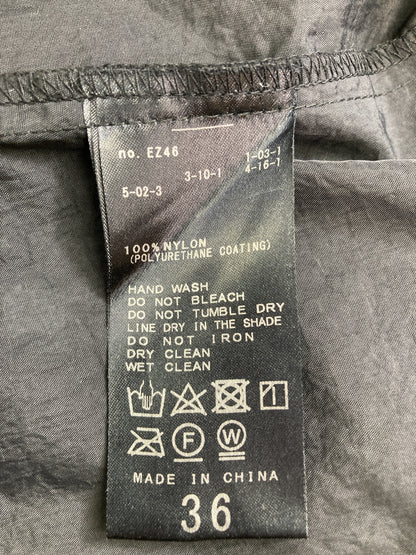 no. EZ46
1-03-1
5-02-3 3-10-1 4-16-1
100% NYLON
(POLYURETHANE COATING)
HAND WASH
DO NOT BLEACH
DO NOT TUMBLE DRY
LINE DRY IN THE SHADE
DO NOT IRON
DRY CLEAN
WET CLEAN
F W
MADE IN CHINA
36